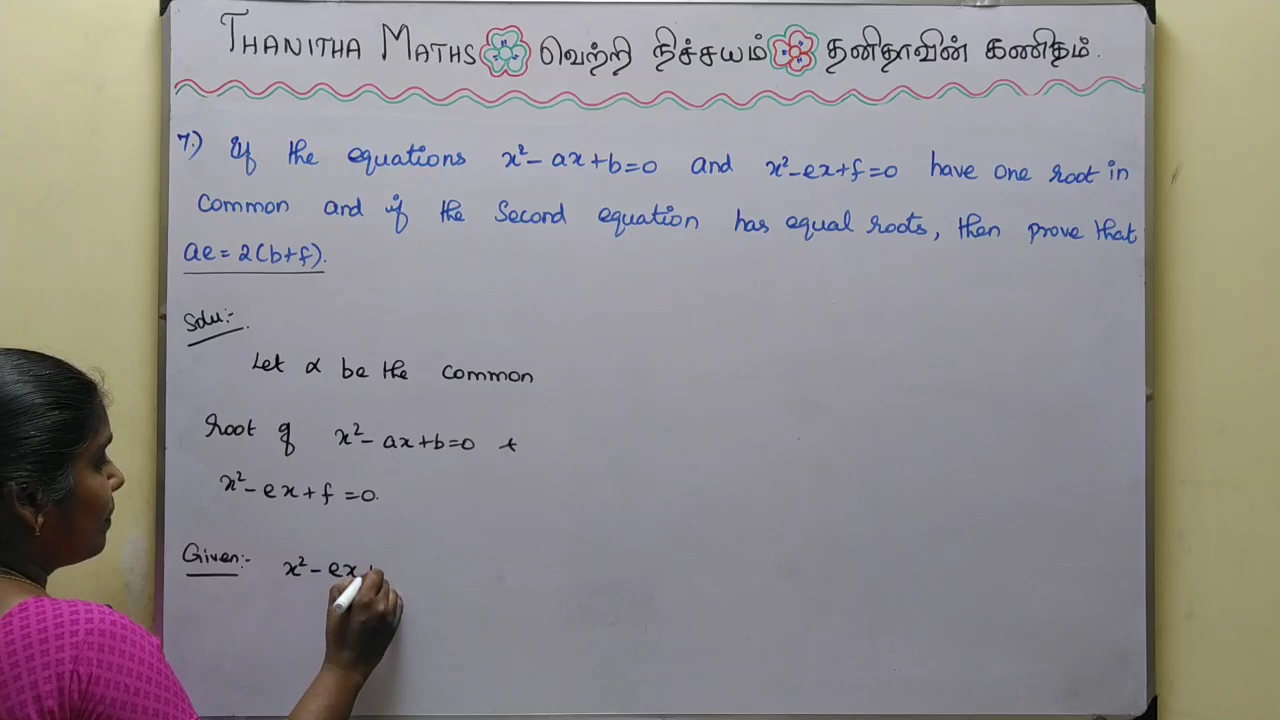 THANITHA MATHS வெற்றி நிச்சயம் தனிதாவின் கணிதம்.
7.) If the equations x²- ax+b=0 and x²-ex+f=0 have one root in
common and if the second equation has equal roots, then prove that
ae=2(b+f).
Solu:-
Let α be the common
root of x²- ax+b=0 &
x²- ex+f=0.
Given:- x²- ex+